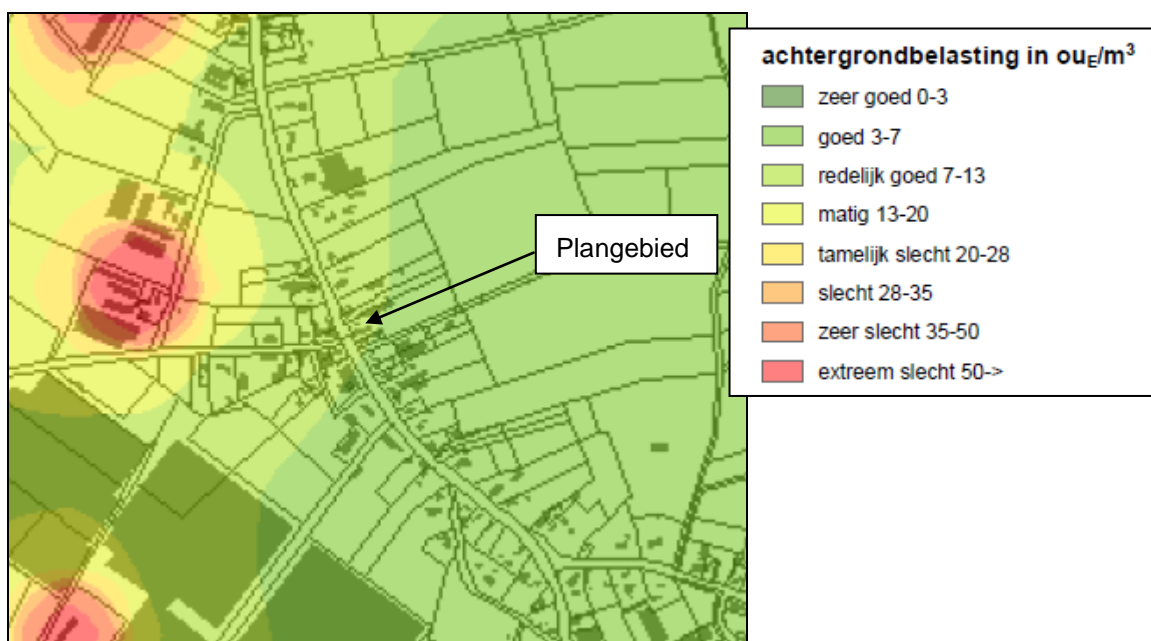 achtergrondbelasting in ouE/m³
zeer goed 0-3
goed 3-7
redelijk goed 7-13
matig 13-20
tamelijk slecht 20-28
slecht 28-35
zeer slecht 35-50
extreem slecht 50->
Plangebied